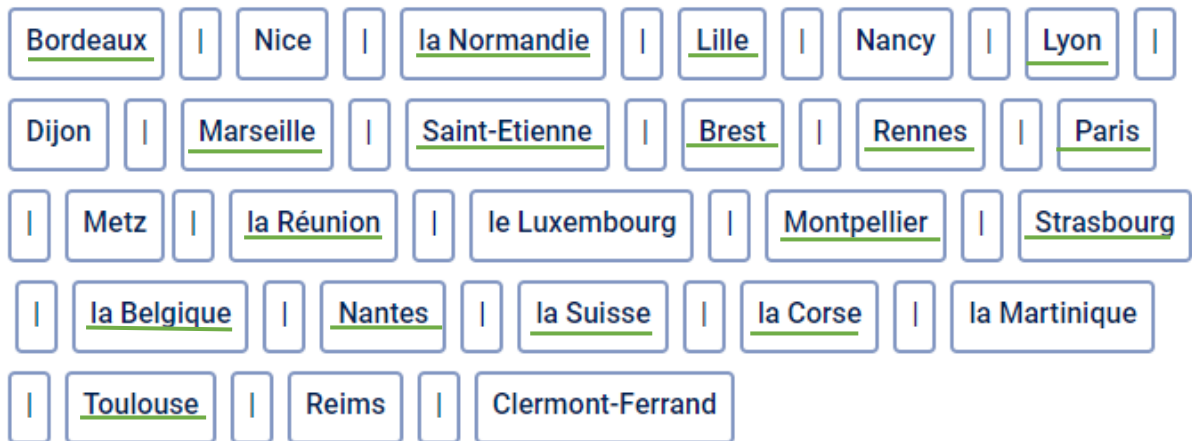 Bordeaux | Nice | la Normandie | Lille | Nancy | Lyon |
Dijon | Marseille | Saint-Etienne | Brest | Rennes | Paris
| Metz | la Réunion | le Luxembourg | Montpellier | Strasbourg
| la Belgique | Nantes | la Suisse | la Corse | la Martinique
| Toulouse | Reims | Clermont-Ferrand